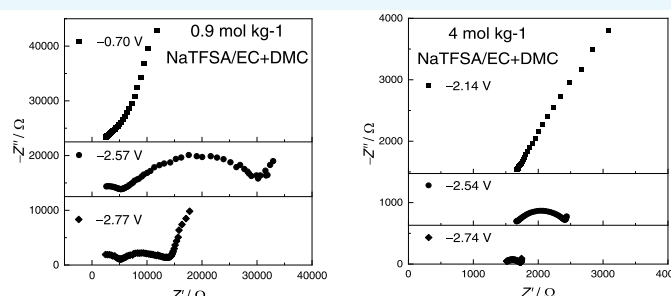 45000
0.9 mol kg-1
−0.70 V
NaTFSA/EC+DMC
30000
−Z''/ Ω
20000
−2.57 V
10000
−2.77 V
0
0
10000
20000
30000
40000
Z'/ Ω
4000
4 mol kg-1
NaTFSA/EC+DMC
−2.14 V
−Z''/ Ω
2000
1000
−2.54 V
−2.74 V
0
0
1000
2000
3000
400
Z'/ Ω